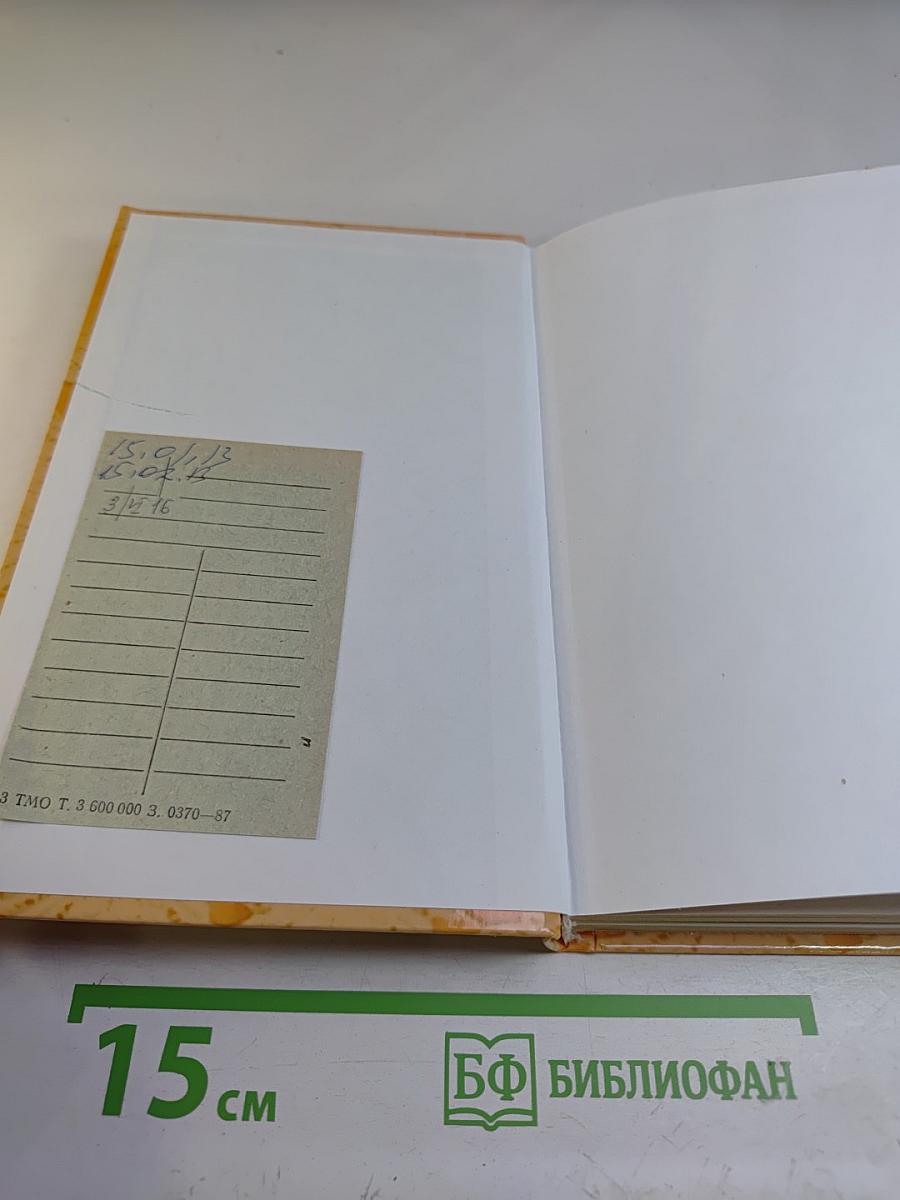 15.01.13
15.02.13
3/VI 16
3 ТМО Т. 3 600 000 З. 0370—87
15 см
БФ БИБЛИОФАН